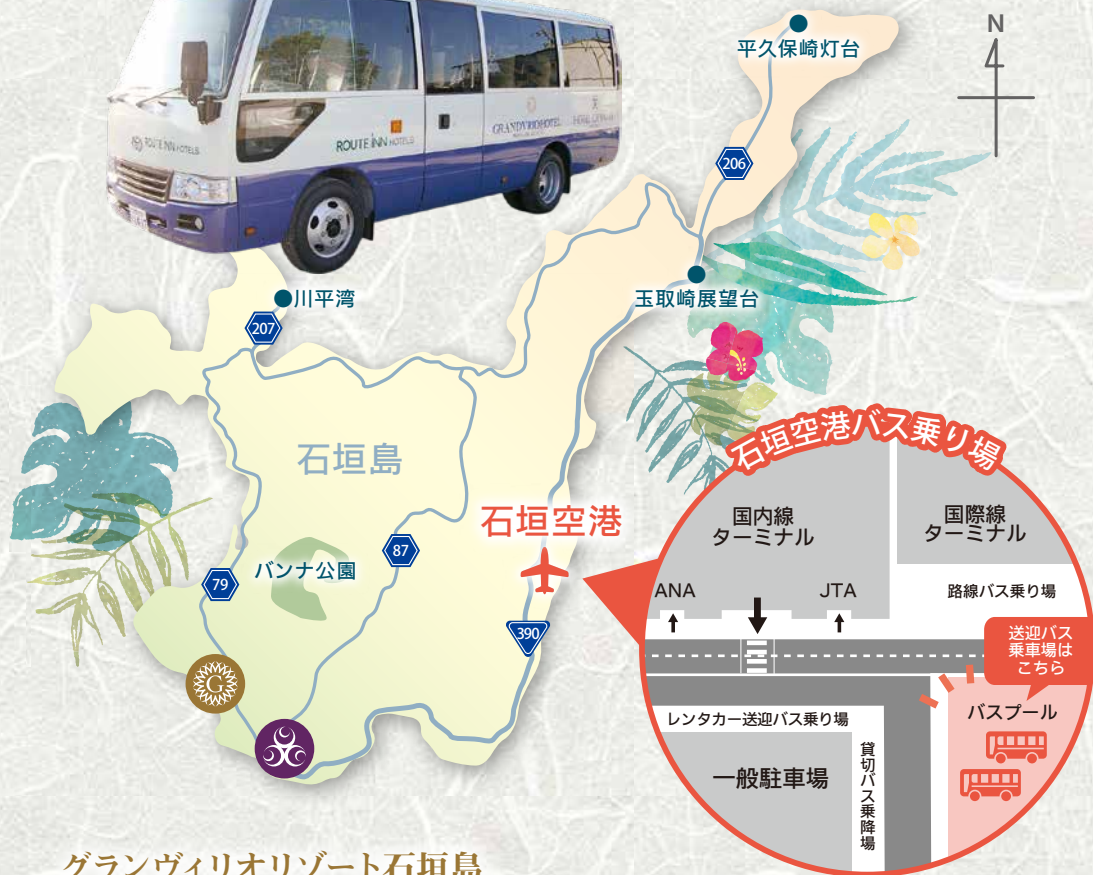 N
平久保崎灯台
206
ROUTE INN HOTELS
ROUTE INN HOTELS
GRANDVRIO HOTEL
玉取崎展望台
川平湾
207
石垣島
石垣空港
87
バンナ公園
79
390
G
石垣空港バス乗り場
国内線
ターミナル
国際線
ターミナル
ANA
JTA
路線バス乗り場
送迎バス
乗車場は
こちら
バスプール
レンタカー送迎バス乗り場
一般駐車場
貸切バス乗降場
グランヴィリオリゾート石垣島